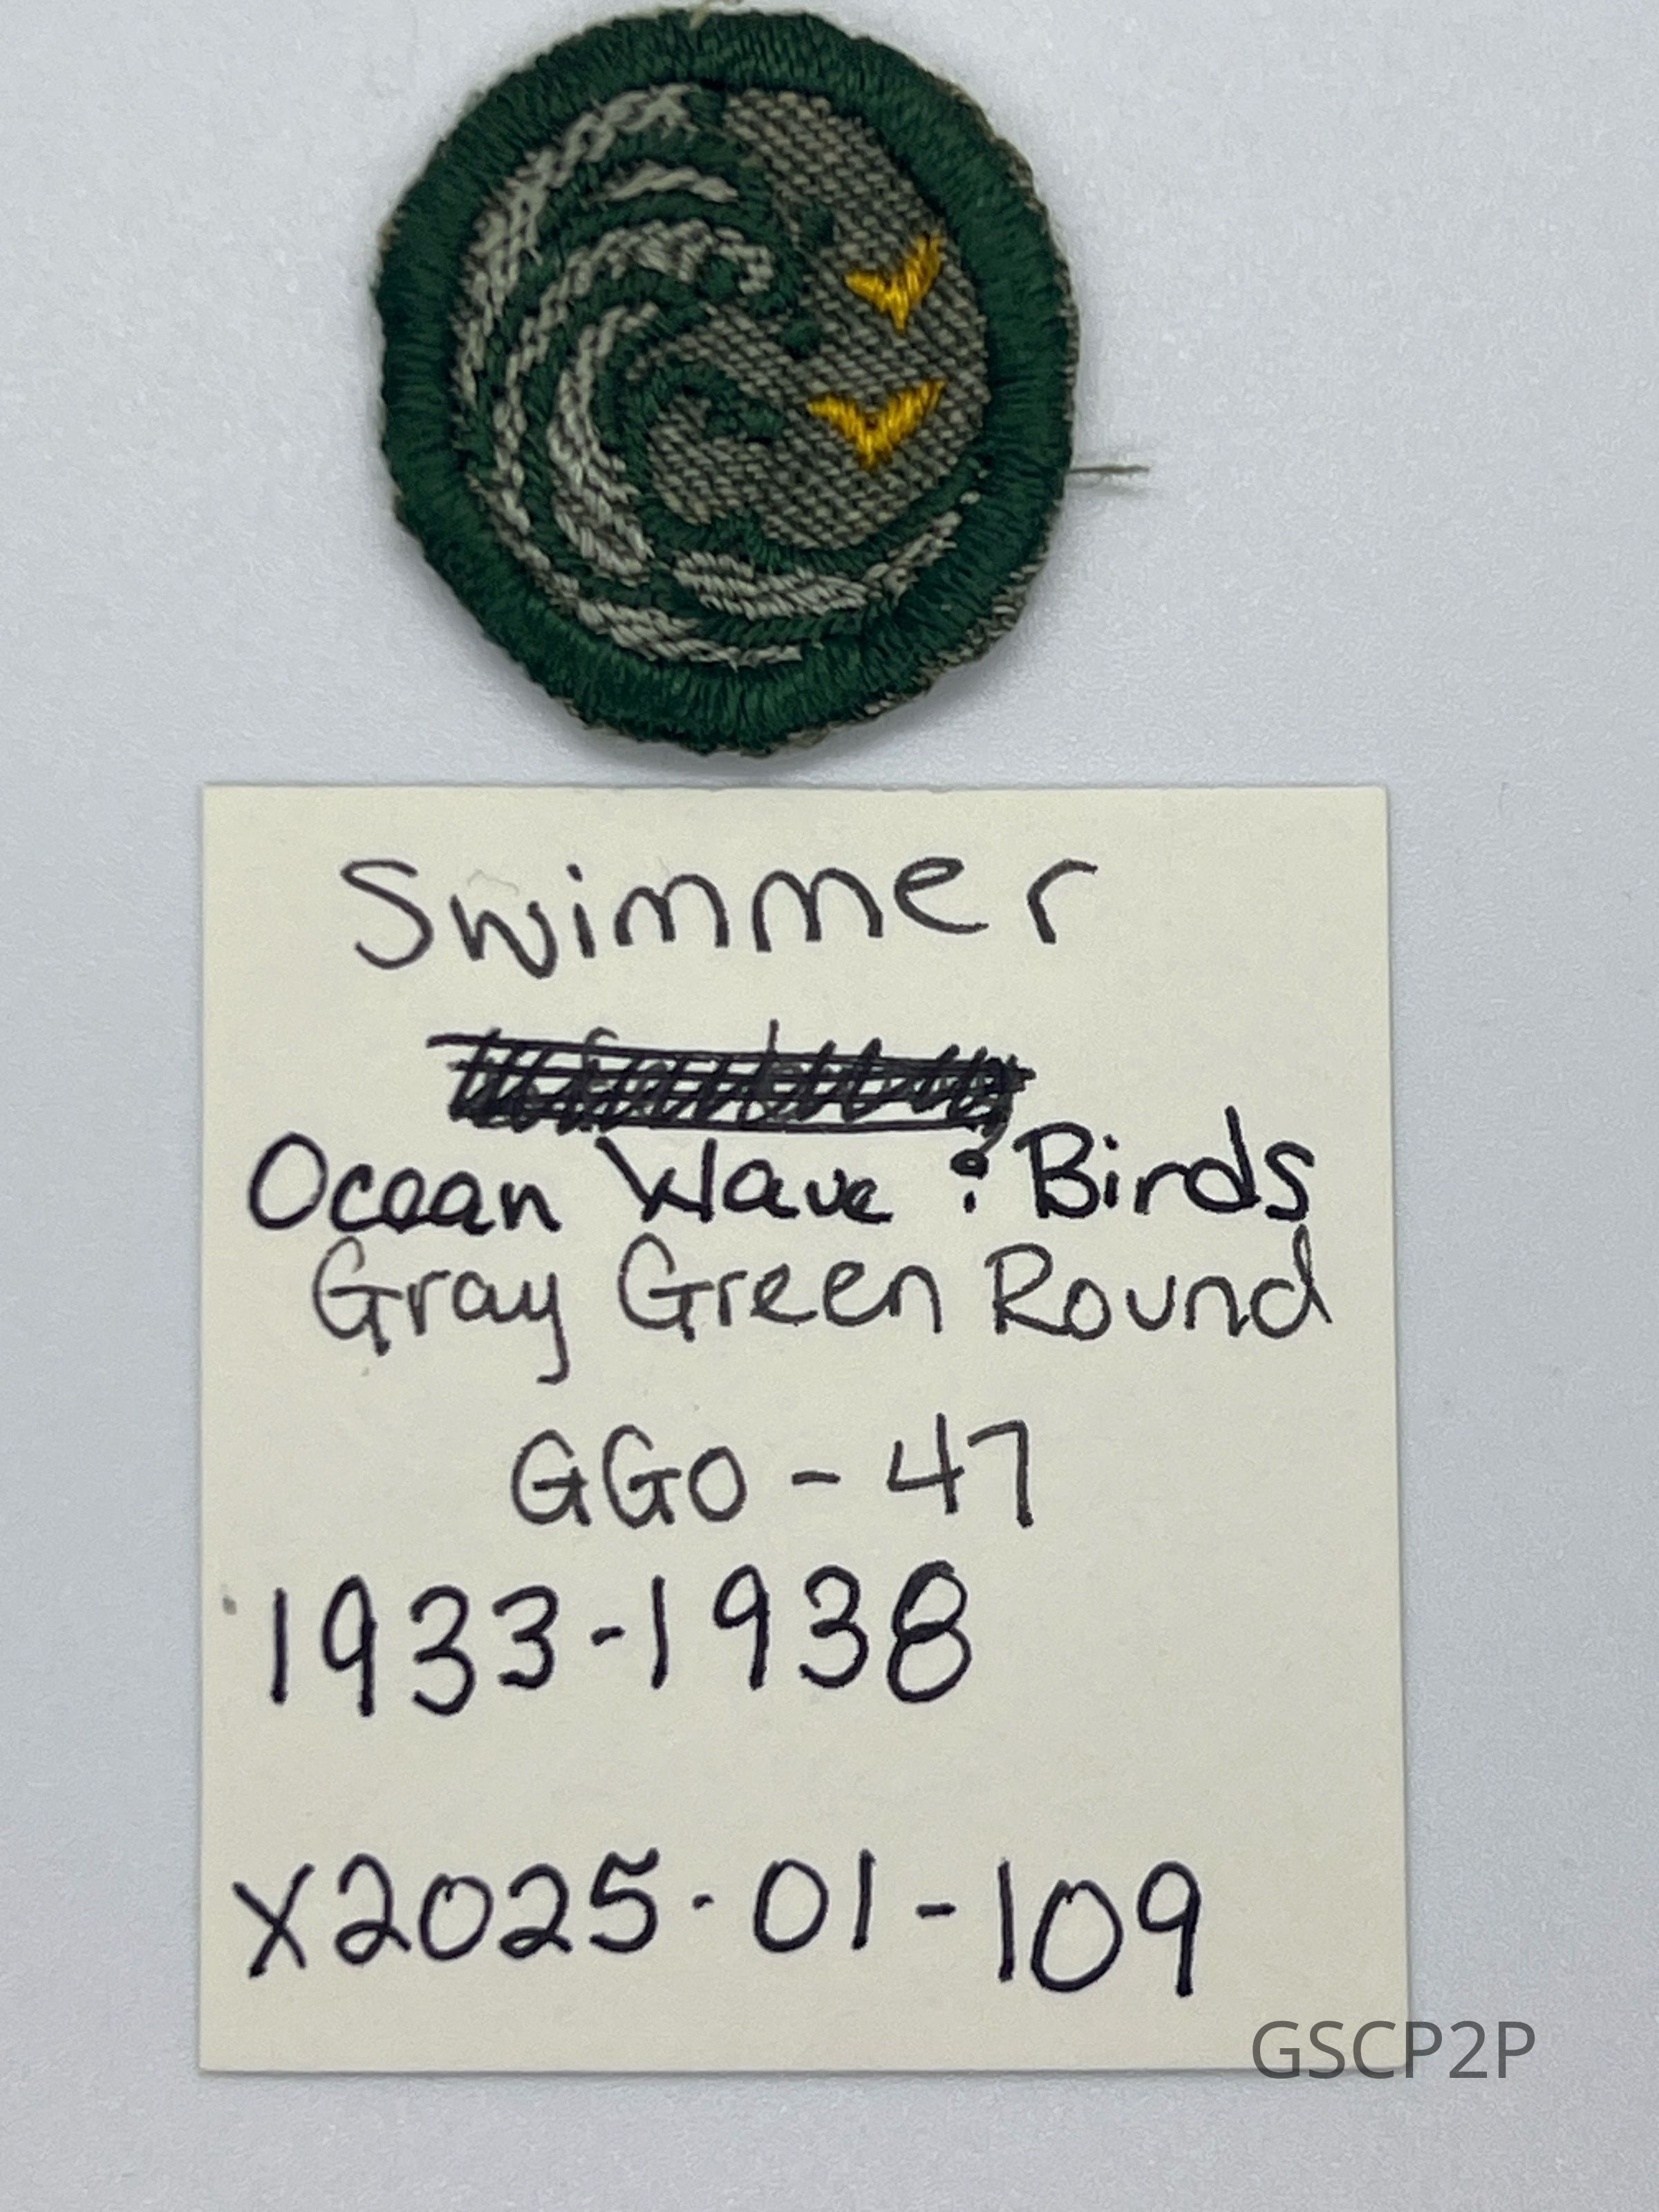 Swimmer
Ocean Wave & Birds
Gray Green Round
GGO - 47
1933-1938
X2025-01-109
GSCP2P